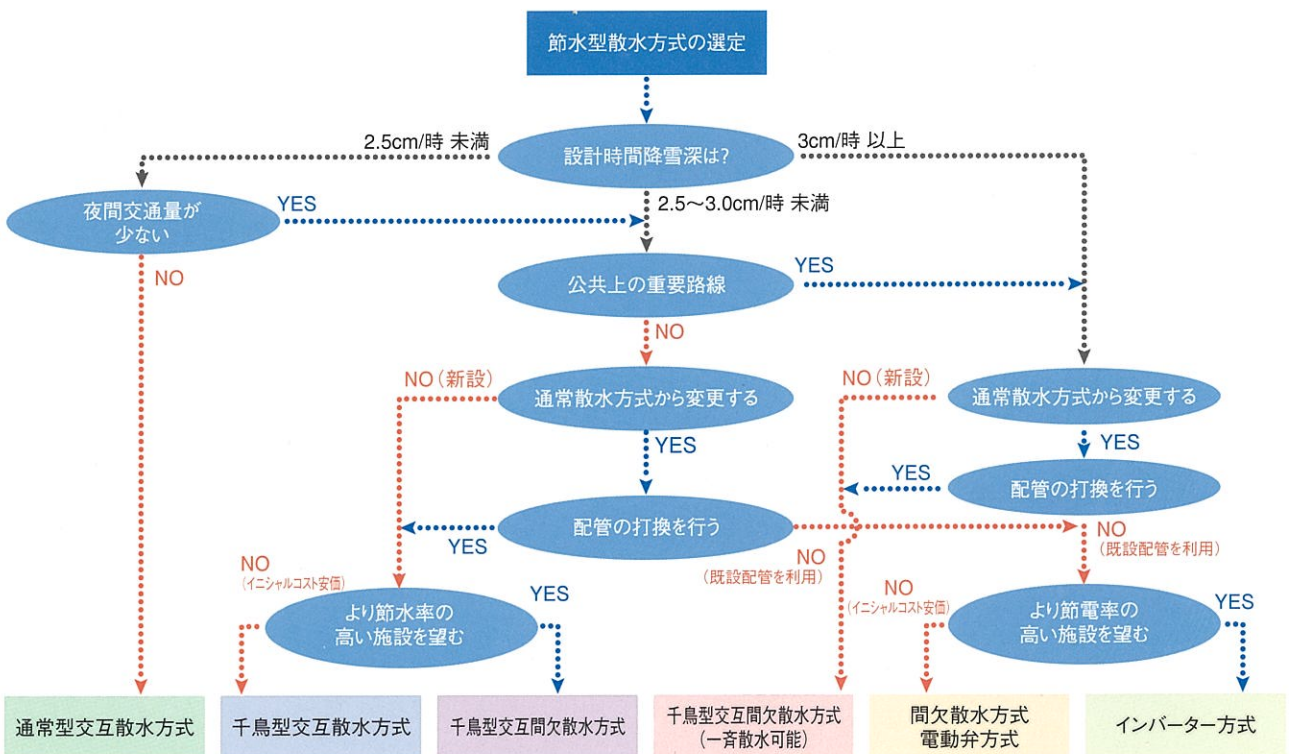 節水型散水方式の選定
設計時間降雪深は?
2.5cm/時 未満
3cm/時 以上
2.5〜3.0cm/時 未満
夜間交通量が
少ない
YES
NO
公共上の重要路線
YES
NO
通常散水方式から変更する
NO(新設)
YES
通常散水方式から変更する
NO(新設)
YES
配管の打換を行う
YES
配管の打換を行う
YES
NO
(既設配管を利用)
NO
(既設配管を利用)
より節水率の
高い施設を望む
NO
(イニシャルコスト安価)
YES
より節電率の
高い施設を望む
NO
(イニシャルコスト安価)
YES
通常型交互散水方式
千鳥型交互散水方式
千鳥型交互間欠散水方式
千鳥型交互間欠散水方式
(一斉散水可能)
間欠散水方式
電動弁方式
インバーター方式